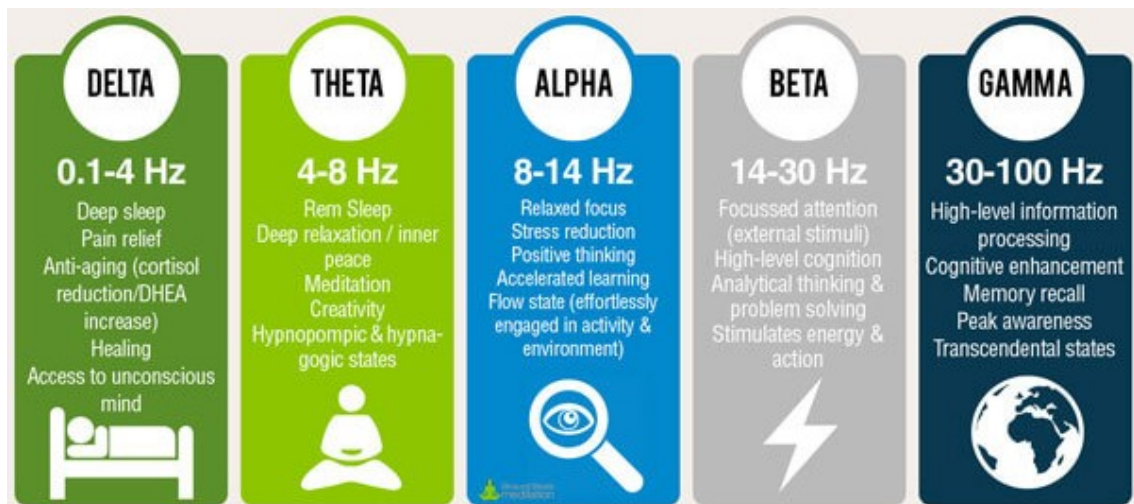 DELTA
0.1-4 Hz
Deep sleep
Pain relief
Anti-aging (cortisol
reduction/DHEA
increase)
Healing
Access to unconscious
mind
THETA
4-8 Hz
Rem Sleep
Deep relaxation / inner
peace
Meditation
Creativity
Hypnopompic & hypna-
gogic states
ALPHA
8-14 Hz
Relaxed focus
Stress reduction
Positive thinking
Accelerated learning
Flow state (effortlessly
engaged in activity &
environment)
meditation
BETA
14-30 Hz
Focussed attention
(external stimuli)
High-level cognition
Analytical thinking &
problem solving
Stimulates energy &
action
GAMMA
30-100 Hz
High-level information
processing
Cognitive enhancement
Memory recall
Peak awareness
Transcendental states